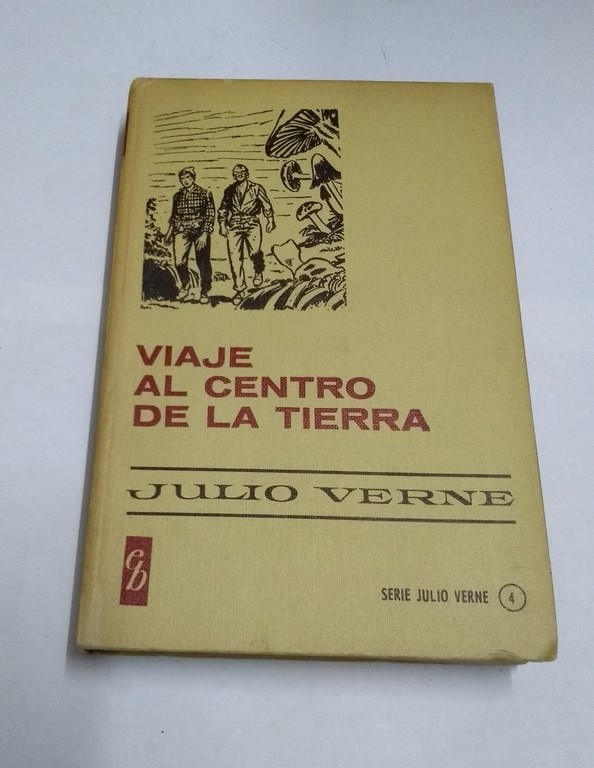 VIAJE
AL CENTRO
DE LA TIERRA
JULIO VERNE
eb
SERIE JULIO VERNE 4